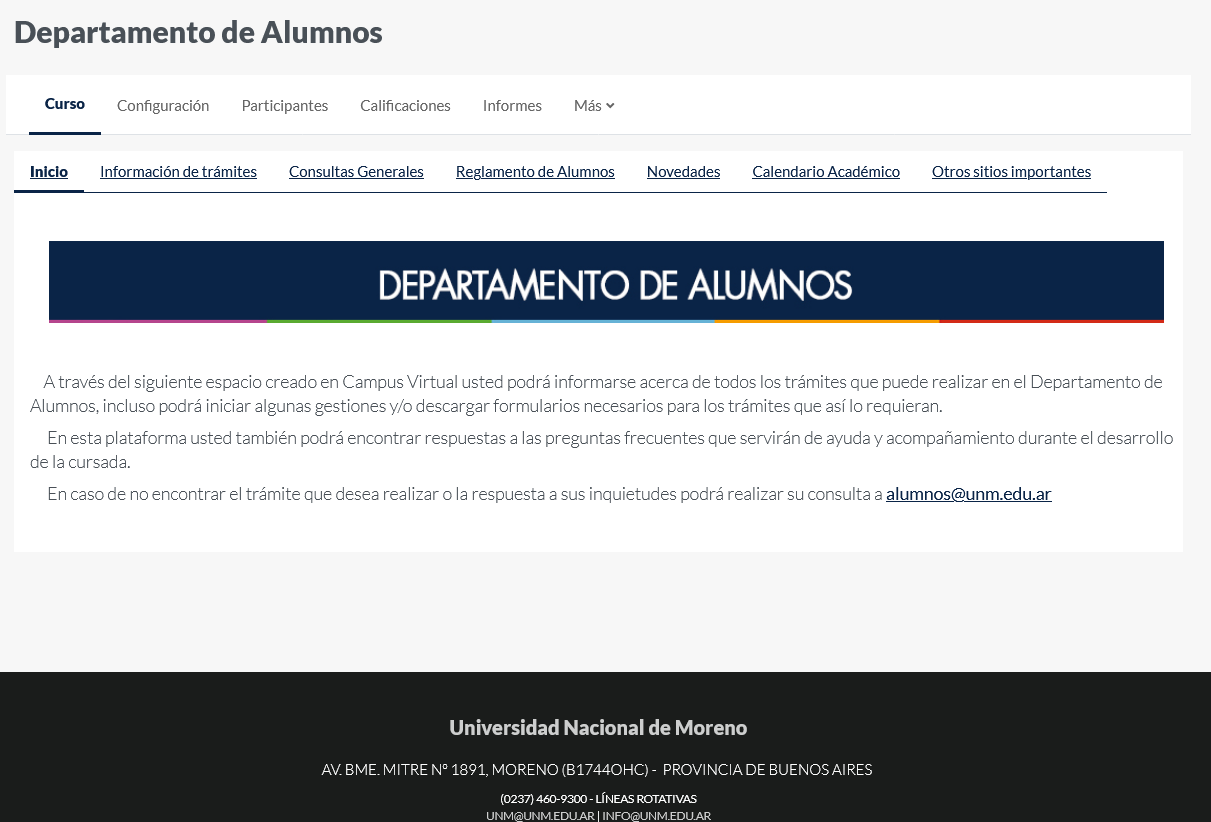 Departamento de Alumnos
Curso Configuración Participantes Calificaciones Informes Más
Inicio Información de trámites Consultas Generales Reglamento de Alumnos Novedades Calendario Académico Otros sitios importantes
DEPARTAMENTO DE ALUMNOS
A través del siguiente espacio creado en Campus Virtual usted podrá informarse acerca de todos los trámites que puede realizar en el Departamento de
Alumnos, incluso podrá iniciar algunas gestiones y/o descargar formularios necesarios para los trámites que así lo requieran.
En esta plataforma usted también podrá encontrar respuestas a las preguntas frecuentes que servirán de ayuda y acompañamiento durante el desarrollo
de la cursada.
En caso de no encontrar el trámite que desea realizar o la respuesta a sus inquietudes podrá realizar su consulta a alumnos@unm.edu.ar
Universidad Nacional de Moreno
AV. BME. MITRE Nº 1891, MORENO (B1744OHC) - PROVINCIA DE BUENOS AIRES
(0237) 460-9300 - LÍNEAS ROTATIVAS
UNM@UNM.EDU.AR | INFO@UNM.EDU.AR